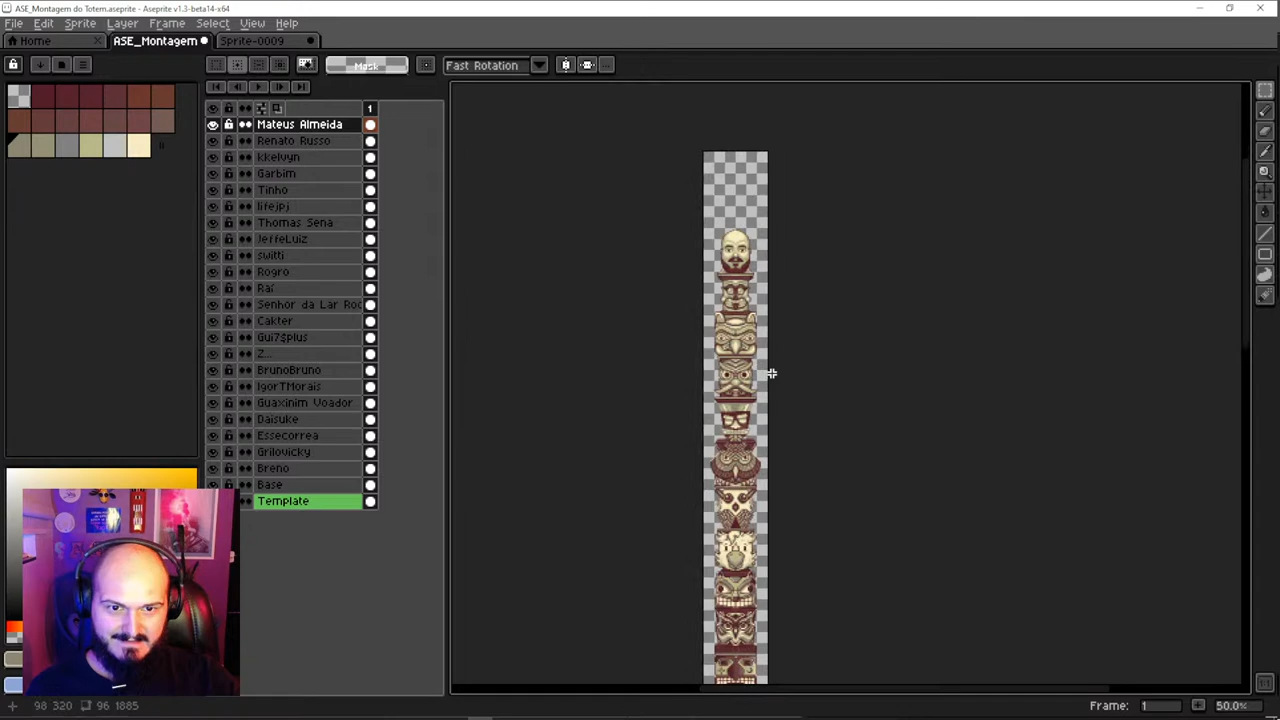 ASE_Montagem do Totem.aseprite - Aseprite v1.3-beta14-x64
File Edit Sprite Layer Frame Select View Help
Home ASE_Montagem Sprite-0009
Mask Fast Rotation
1
Mateus Almeida
Renato Russo
kkelvyn
Garbim
Tinho
lifejpj
Thomas Sena
JeffeLuiz
switti
Rogro
Raí
Senhor da Lar Roc
Cakter
Gui7$plus
Z...
BrunoBruno
IgorTMorais
Guaxinim Voador
Daisuke
Essecorrea
Grilovicky
Breno
Base
Template
98 320 96 1885 Frame: 1 50.0%